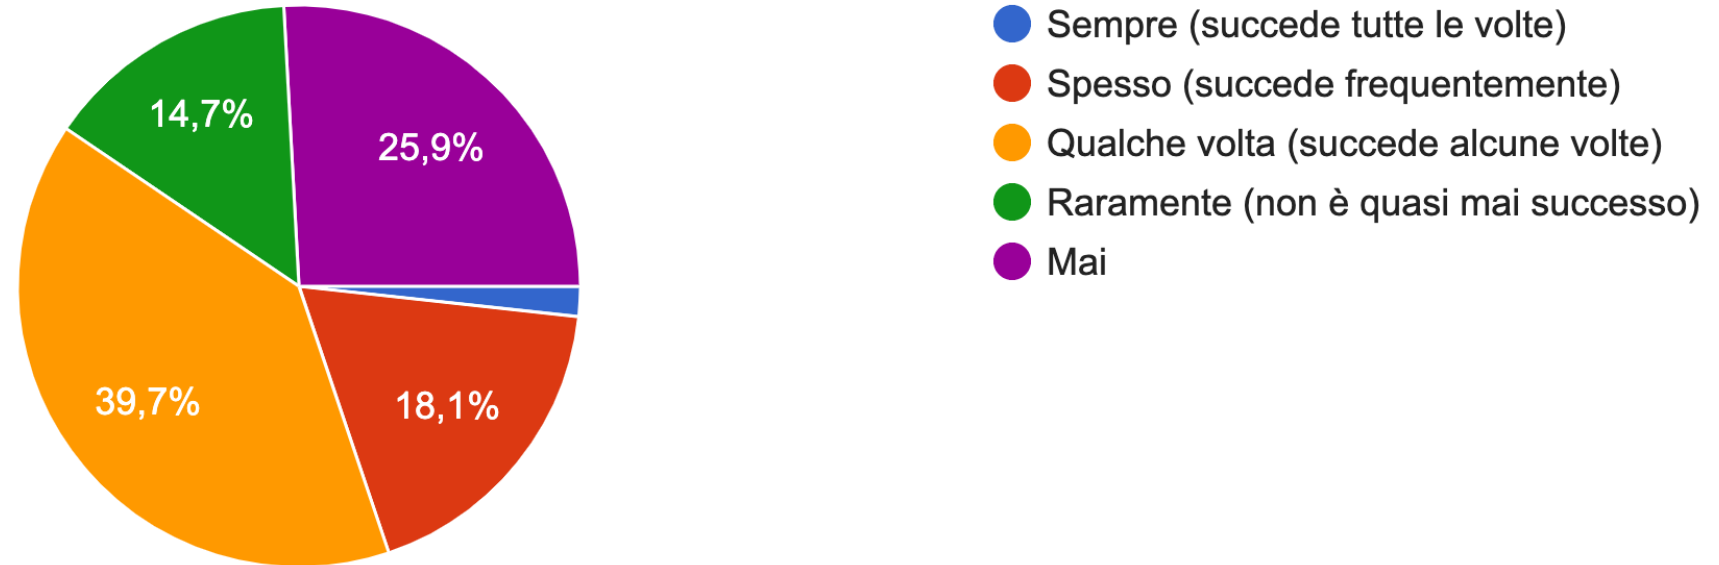 14,7%
25,9%
39,7%
18,1%
Sempre (succede tutte le volte)
Spesso (succede frequentemente)
Qualche volta (succede alcune volte)
Raramente (non è quasi mai successo)
Mai